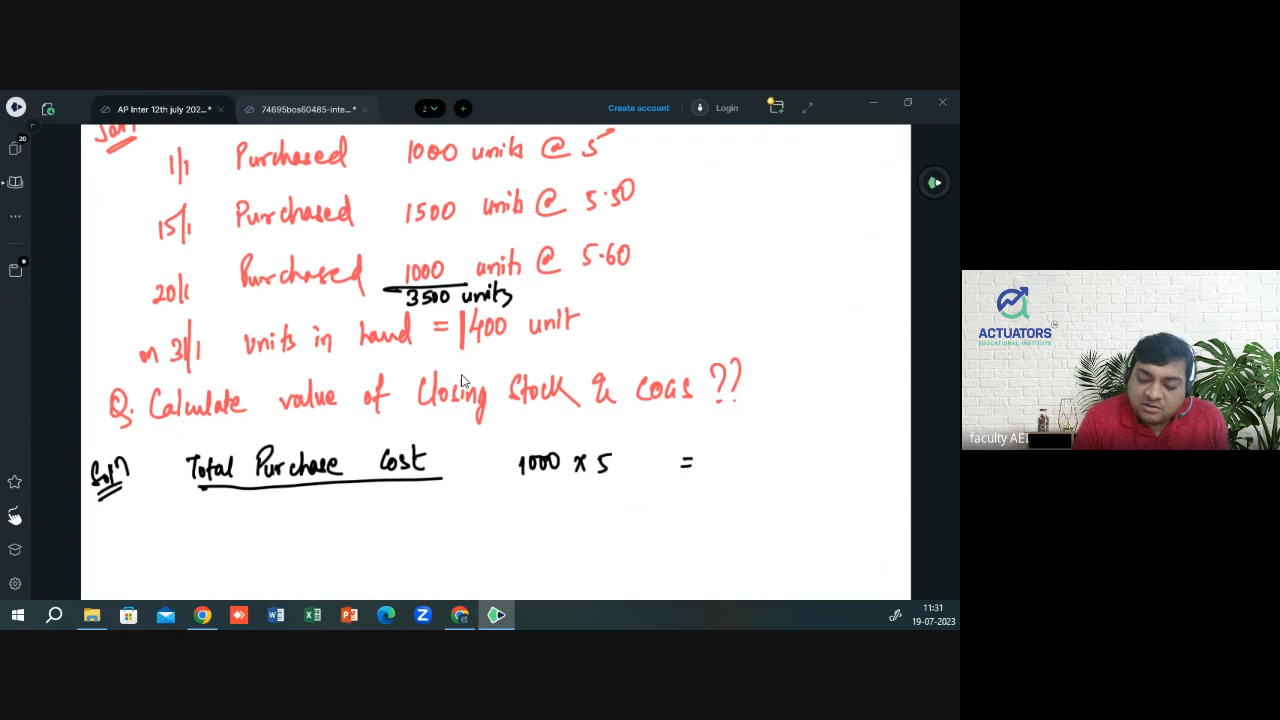 AP Inter 12th july 202...*
74695bos60485-inte...*
2
Create account
Login
20
Jan
1/1 Purchased 1000 units @ 5
15/1 Purchased 1500 units @ 5.50
20/1 Purchased 1000 units @ 5.60
3500 units
on 31/1 units in hand = 1400 unit
Q. Calculate value of Closing Stock & COGS ??
Soln Total Purchase Cost 1000 x 5 =
ACTUATORS
EDUCATIONAL INSTITUTE
faculty AEI
11:31
19-07-2023